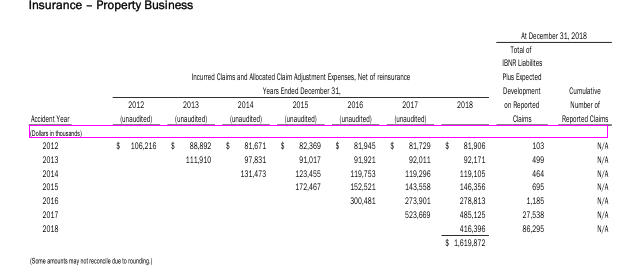 Insurance – Property Business
At December 31, 2018
Total of
IBNR Liabilites
Incurred Claims and Allocated Claim Adjustment Expenses, Net of reinsurance Plus Expected
Years Ended December 31, Development Cumulative
2012 2013 2014 2015 2016 2017 2018 on Reported Number of
Accident Year (unaudited) (unaudited) (unaudited) (unaudited) (unaudited) (unaudited) Claims Reported Claims
(Dollars in thousands)
2012 $ 106,216 $ 88,892 $ 81,671 $ 82,369 $ 81,945 $ 81,729 $ 81,906 103 N/A
2013 111,910 97,831 91,017 91,921 92,011 92,171 499 N/A
2014 131,473 123,455 119,753 119,296 119,105 464 N/A
2015 172,467 152,521 143,558 146,356 695 N/A
2016 300,481 273,901 278,813 1,185 N/A
2017 523,669 485,125 27,538 N/A
2018 416,396 86,295 N/A
$ 1,619,872
(Some amounts may not reconcile due to rounding.)